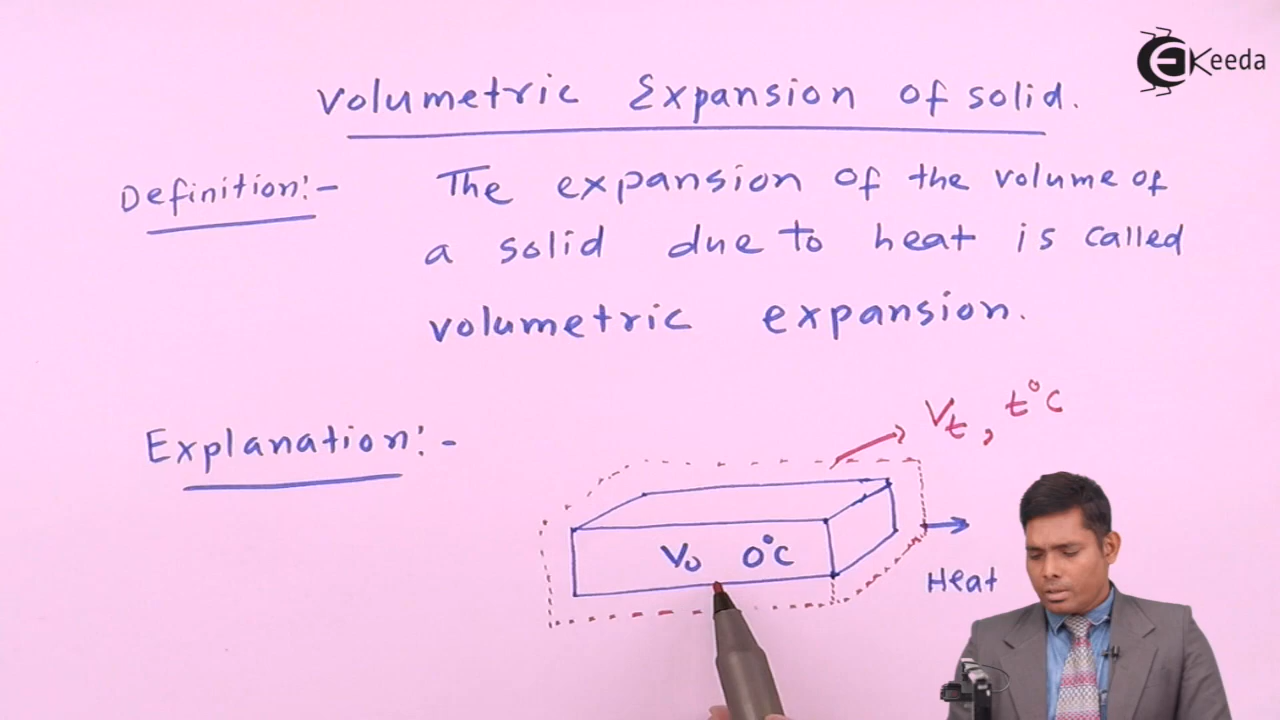 EKeeda
Volumetric Expansion of solid.
Definition:- The expansion of the volume of
a solid due to heat is called
volumetric expansion.
Explanation:-
Vt, t°C
V0 0°C
Heat